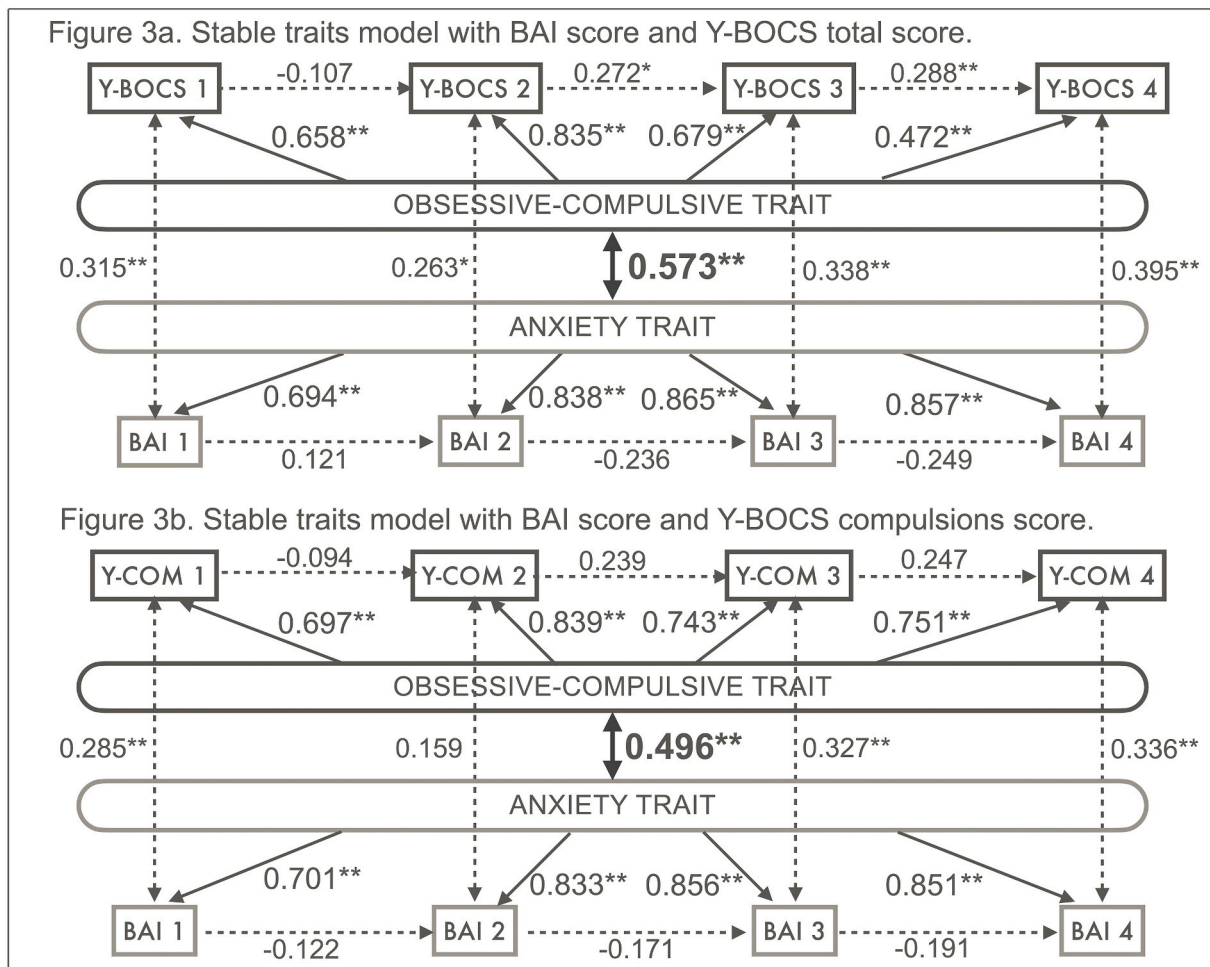 Figure 3a. Stable traits model with BAI score and Y-BOCS total score.
-0.107 0.272* 0.288**
Y-BOCS 1 Y-BOCS 2 Y-BOCS 3 Y-BOCS 4
0.658** 0.835** 0.679** 0.472**
OBSESSIVE-COMPULSIVE TRAIT
0.315** 0.263* 0.573** 0.338** 0.395**
ANXIETY TRAIT
0.694** 0.838** 0.865** 0.857**
BAI 1 BAI 2 BAI 3 BAI 4
0.121 -0.236 -0.249
Figure 3b. Stable traits model with BAI score and Y-BOCS compulsions score.
-0.094 0.239 0.247
Y-COM 1 Y-COM 2 Y-COM 3 Y-COM 4
0.697** 0.839** 0.743** 0.751**
OBSESSIVE-COMPULSIVE TRAIT
0.285** 0.159 0.496** 0.327** 0.336**
ANXIETY TRAIT
0.701** 0.833** 0.856** 0.851**
BAI 1 BAI 2 BAI 3 BAI 4
-0.122 -0.171 -0.191